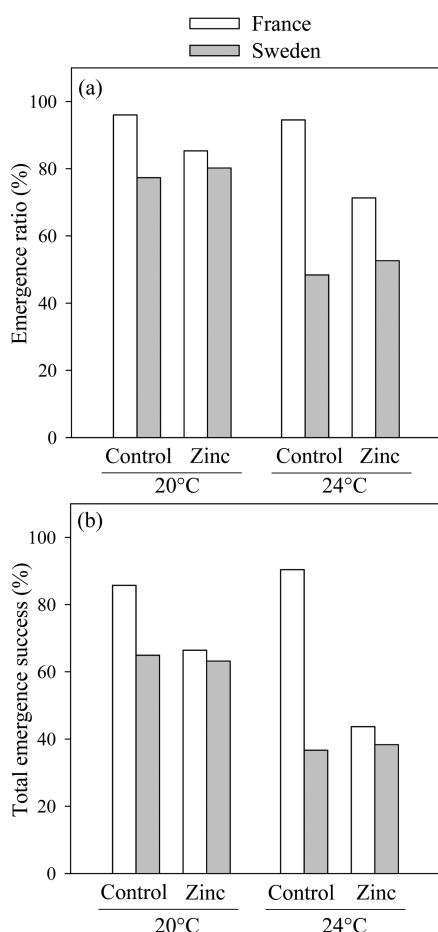 France
Sweden
(a)
Emergence ratio (%)
100
80
60
40
20
0
Control Zinc Control Zinc
20°C 24°C
(b)
Total emergence success (%)
100
80
60
40
20
0
Control Zinc Control Zinc
20°C 24°C